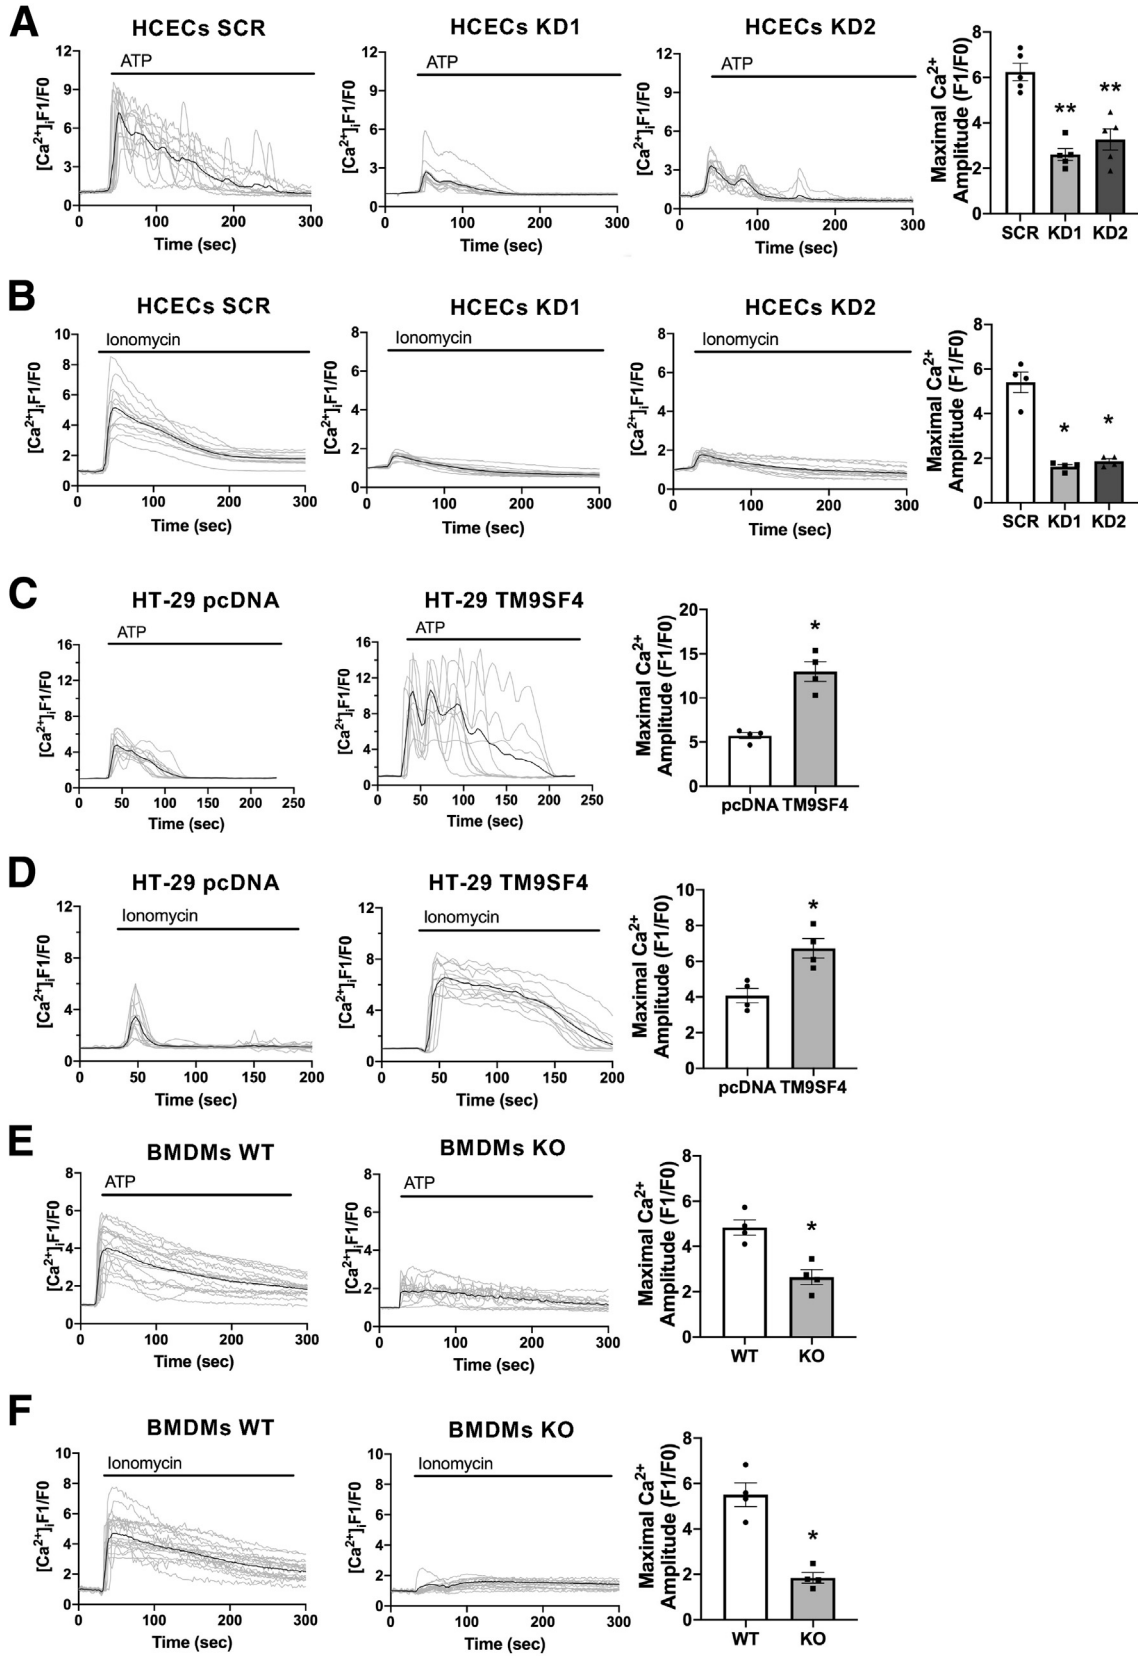 A
HCECs SCR
HCECs KD1
HCECs KD2
ATP
ATP
ATP
[Ca2+]iF1/F0
12
9
6
3
0
0 100 200 300
Time (sec)
[Ca2+]iF1/F0
12
9
6
3
0
0 100 200 300
Time (sec)
[Ca2+]iF1/F0
12
9
6
3
0
0 100 200 300
Time (sec)
Maximal Ca2+
Amplitude (F1/F0)
8
6
4
2
0
** **
SCR KD1 KD2
B
HCECs SCR
HCECs KD1
HCECs KD2
Ionomycin
Ionomycin
Ionomycin
[Ca2+]iF1/F0
10
8
6
4
2
0
0 100 200 300
Time (sec)
[Ca2+]iF1/F0
8
6
4
2
0
0 100 200 300
Time (sec)
[Ca2+]iF1/F0
8
6
4
2
0
0 100 200 300
Time (sec)
Maximal Ca2+
Amplitude (F1/F0)
8
6
4
2
0
* *
SCR KD1 KD2
C
HT-29 pcDNA
HT-29 TM9SF4
ATP
ATP
[Ca2+]iF1/F0
16
12
8
4
0
0 50 100 150 200 250
Time (sec)
[Ca2+]iF1/F0
16
12
8
4
0
0 50 100 150 200 250
Time (sec)
Maximal Ca2+
Amplitude (F1/F0)
20
15
10
5
0
*
pcDNA TM9SF4
D
HT-29 pcDNA
HT-29 TM9SF4
Ionomycin
Ionomycin
[Ca2+]iF1/F0
12
8
4
0
0 50 100 150 200
Time (sec)
[Ca2+]iF1/F0
12
8
4
0
0 50 100 150 200
Time (sec)
Maximal Ca2+
Amplitude (F1/F0)
10
8
6
4
2
0
*
pcDNA TM9SF4
E
BMDMs WT
BMDMs KO
ATP
ATP
[Ca2+]iF1/F0
8
6
4
2
0
0 100 200 300
Time (sec)
[Ca2+]iF1/F0
8
6
4
2
0
0 100 200 300
Time (sec)
Maximal Ca2+
Amplitude (F1/F0)
8
6
4
2
0
*
WT KO
F
BMDMs WT
BMDMs KO
Ionomycin
Ionomycin
[Ca2+]iF1/F0
10
8
6
4
2
0
0 100 200 300
Time (sec)
[Ca2+]iF1/F0
10
8
6
4
2
0
0 100 200 300
Time (sec)
Maximal Ca2+
Amplitude (F1/F0)
8
6
4
2
0
*
WT KO